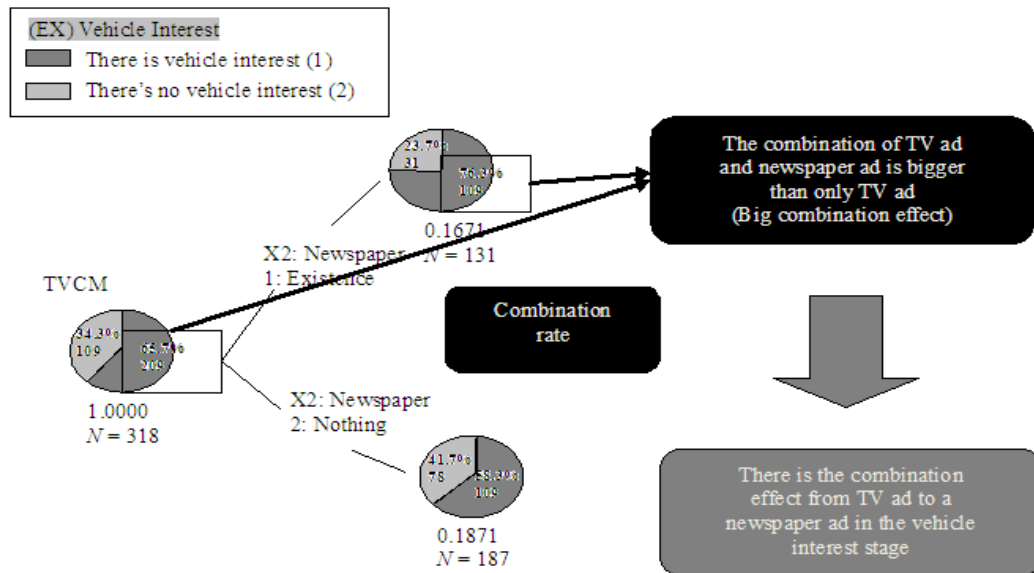 (EX) Vehicle Interest
There is vehicle interest (1)
There's no vehicle interest (2)
23.7%
31
76.3%
0.1671
N = 131
The combination of TV ad
and newspaper ad is bigger
than only TV ad
(Big combination effect)
X2: Newspaper
1: Existence
TVCM
34.3%
109
65.7%
209
1.0000
N = 318
Combination
rate
X2: Newspaper
2: Nothing
41.7%
78
58.3%
109
0.1871
N = 187
There is the combination
effect from TV ad to a
newspaper ad in the vehicle
interest stage